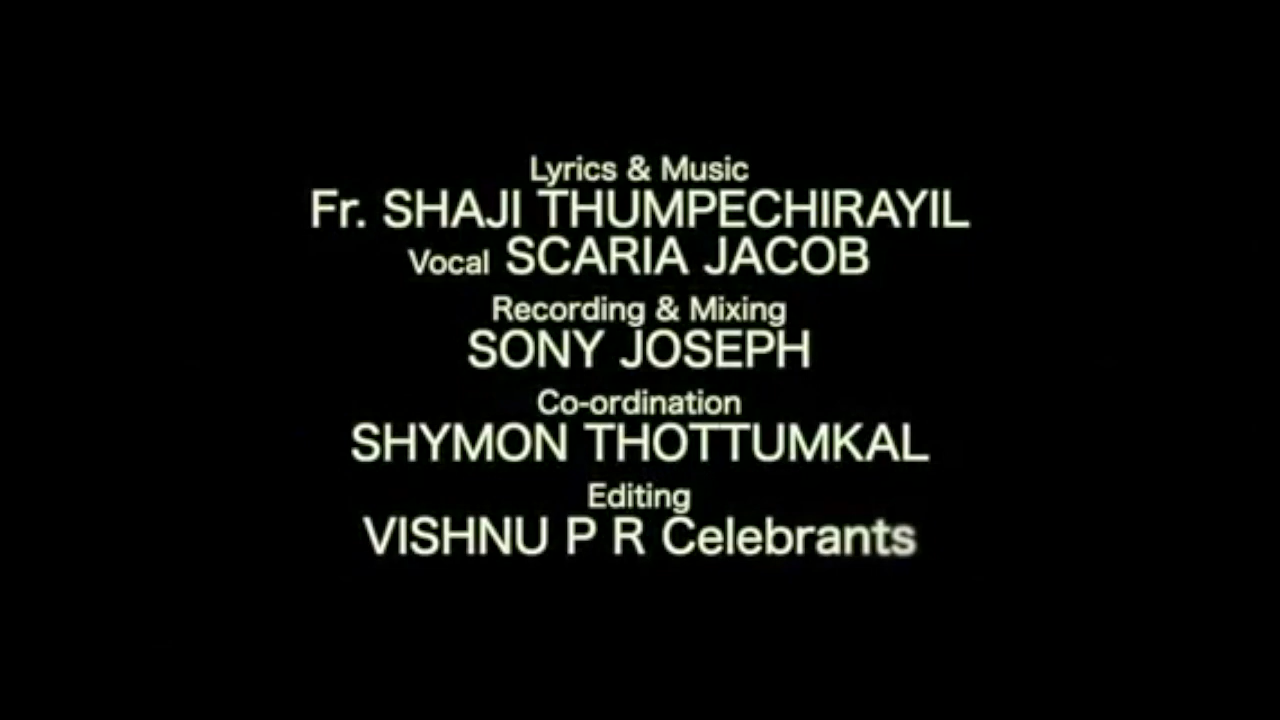 Lyrics & Music
Fr. SHAJI THUMPECHIRAYIL
Vocal SCARIA JACOB
Recording & Mixing
SONY JOSEPH
Co-ordination
SHYMON THOTTUMKAL
Editing
VISHNU P R Celebrants